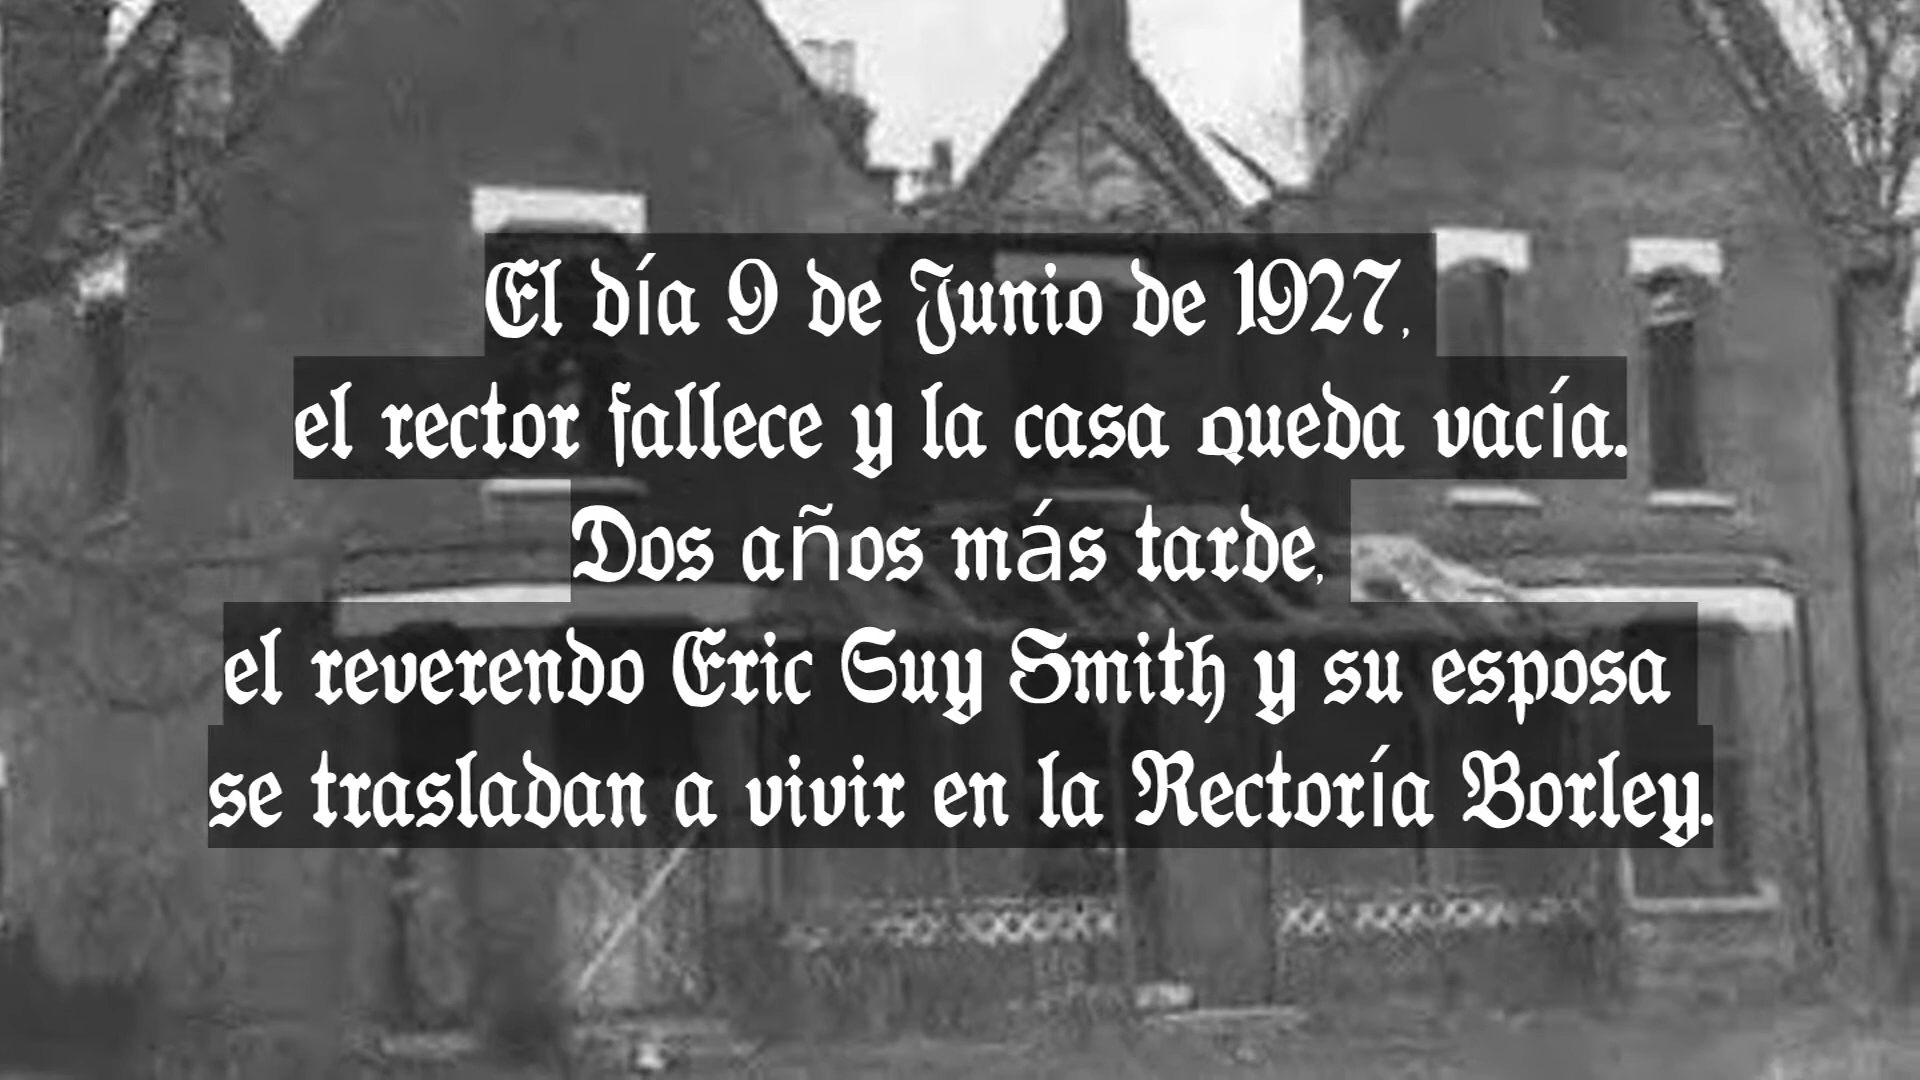 El día 9 de Junio de 1927,
el rector fallece y la casa queda vacía.
Dos años más tarde,
el reverendo Eric Suy Smith y su esposa
se trasladan a vivir en la Rectoría Borley.